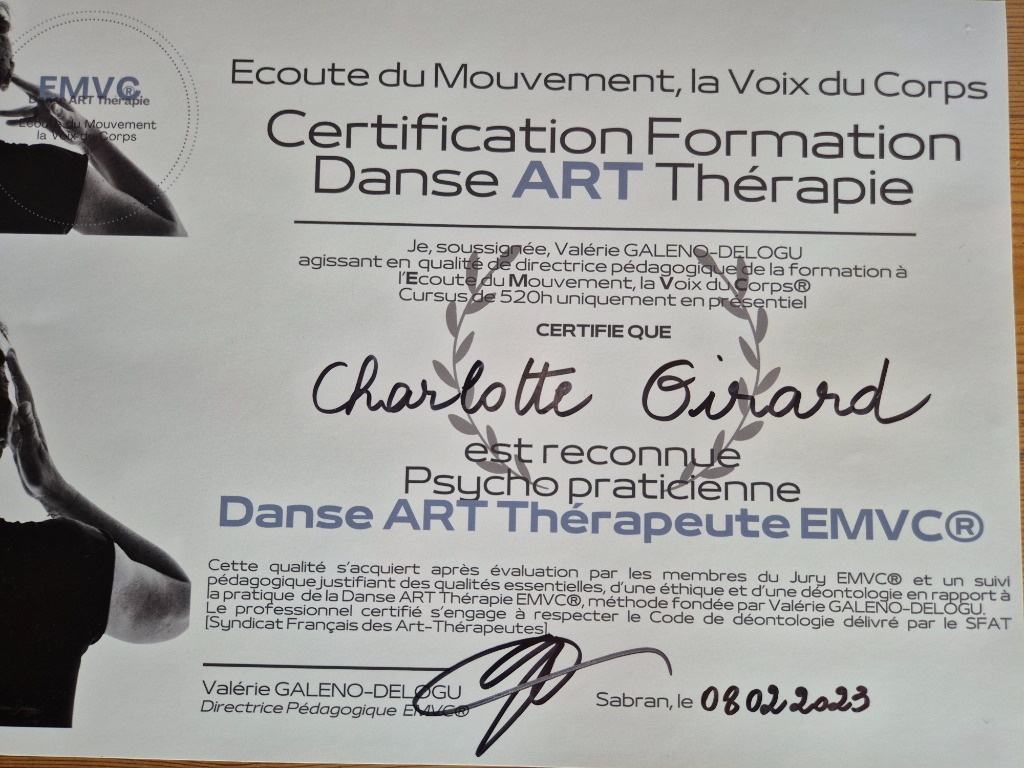 EMVC®
Danse ART Thérapie
Ecoute du Mouvement
la Voix du Corps
Ecoute du Mouvement, la Voix du Corps
Certification Formation
Danse ART Thérapie
Je, soussignée, Valérie GALENO-DELOGU
agissant en qualité de directrice pédagogique de la formation à
l'Ecoute du Mouvement, la Voix du Corps®
Cursus de 520h uniquement en présentiel
CERTIFIE QUE
Charlotte Girard
est reconnue
Psycho praticienne
Danse ART Thérapeute EMVC®
Cette qualité s'acquiert après évaluation par les membres du Jury EMVC® et un suivi
pédagogique justifiant des qualités essentielles, d'une éthique et d'une déontologie en rapport à
la pratique de la Danse ART Thérapie EMVC®, méthode fondée par Valérie GALENO-DELOGU.
Le professionnel certifié s'engage à respecter le Code de déontologie délivré par le SFAT
[Syndicat Français des Art-Thérapeutes]
Valérie GALENO-DELOGU
Directrice Pédagogique EMVC®
Sabran, le 08 02 2023